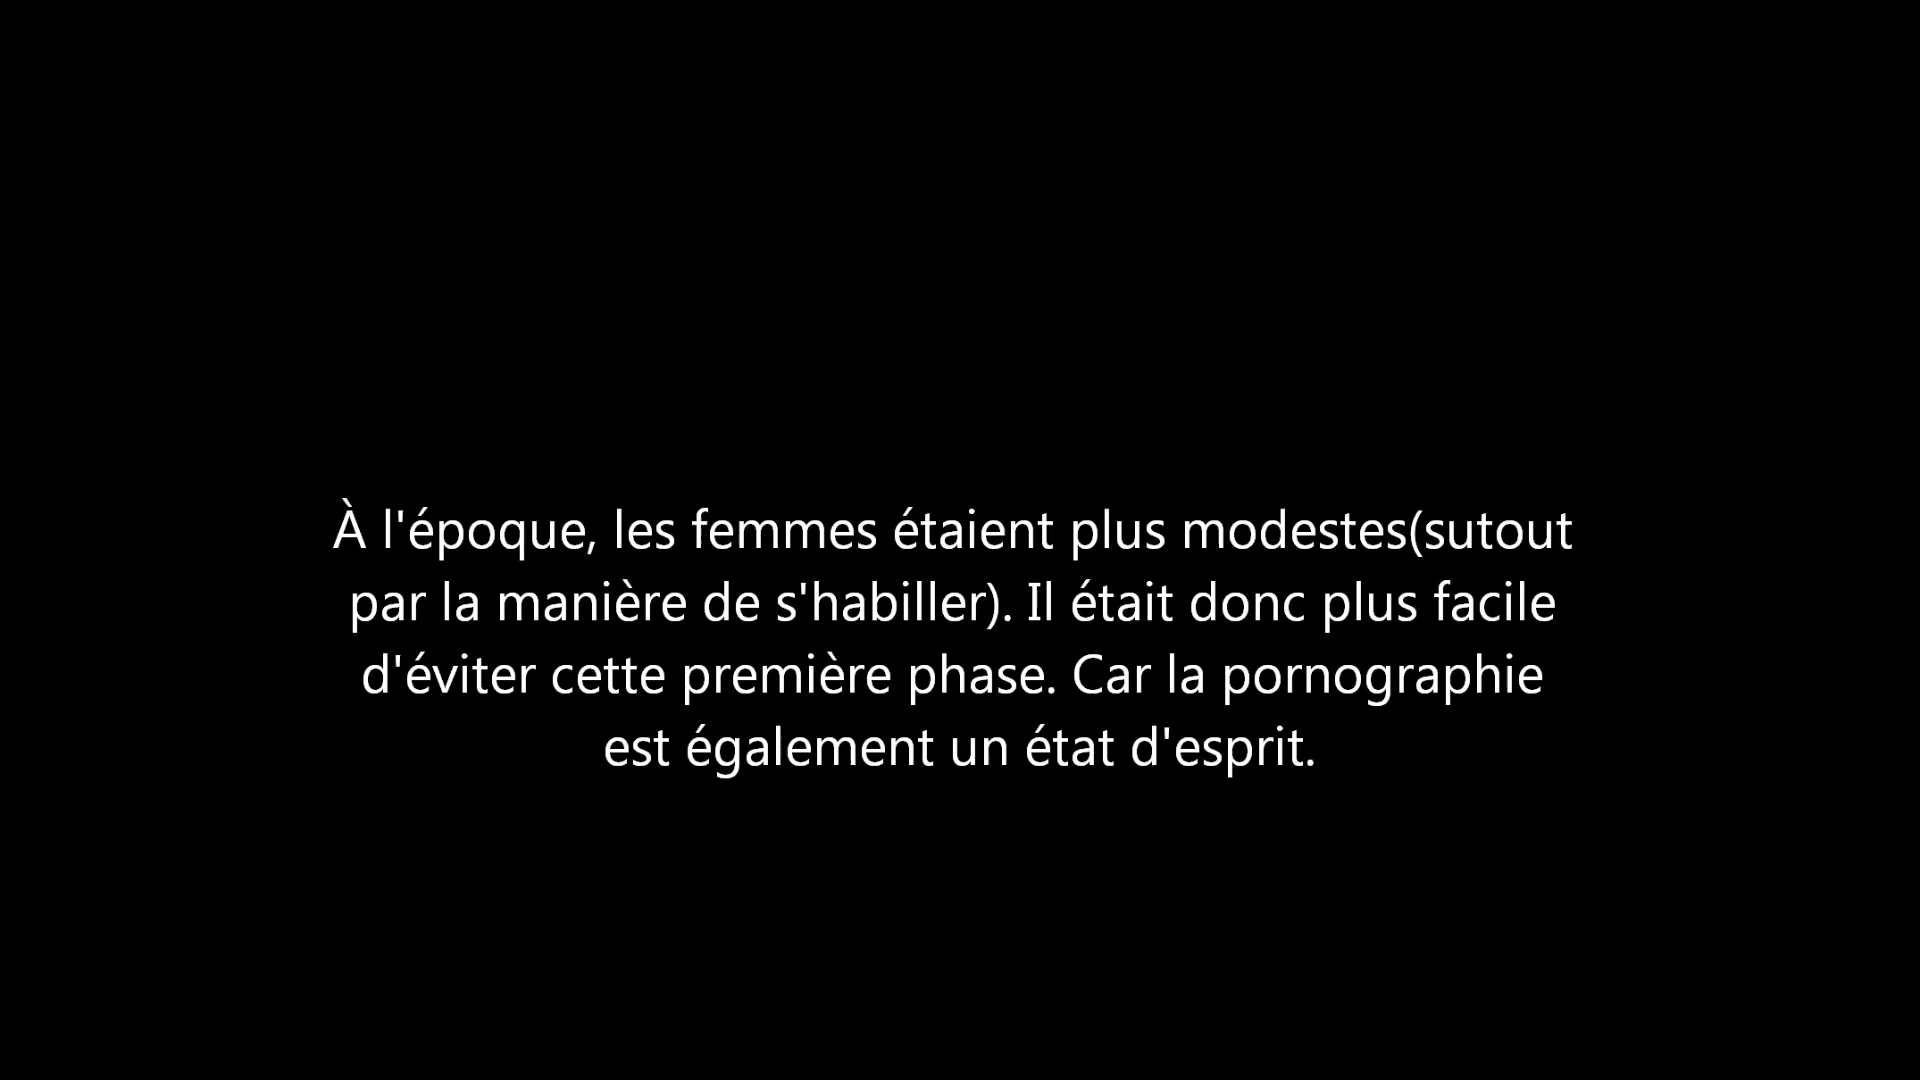 À l'époque, les femmes étaient plus modestes(sutout
par la manière de s'habiller). Il était donc plus facile
d'éviter cette première phase. Car la pornographie
est également un état d'esprit.